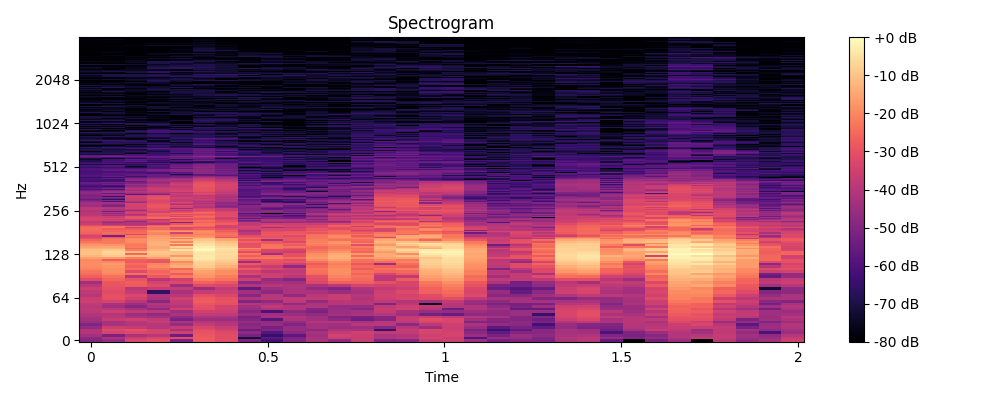 Spectrogram
Hz
2048
1024
512
256
128
64
0
0
0.5
1
1.5
2
Time
+0 dB
-10 dB
-20 dB
-30 dB
-40 dB
-50 dB
-60 dB
-70 dB
-80 dB